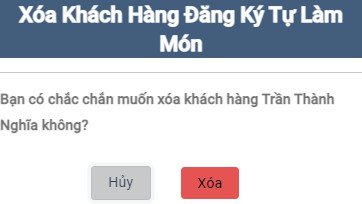 Xóa Khách Hàng Đăng Ký Tự Làm
Món
Bạn có chắc chắn muốn xóa khách hàng Trần Thành
Nghĩa không?
Hủy
Xóa